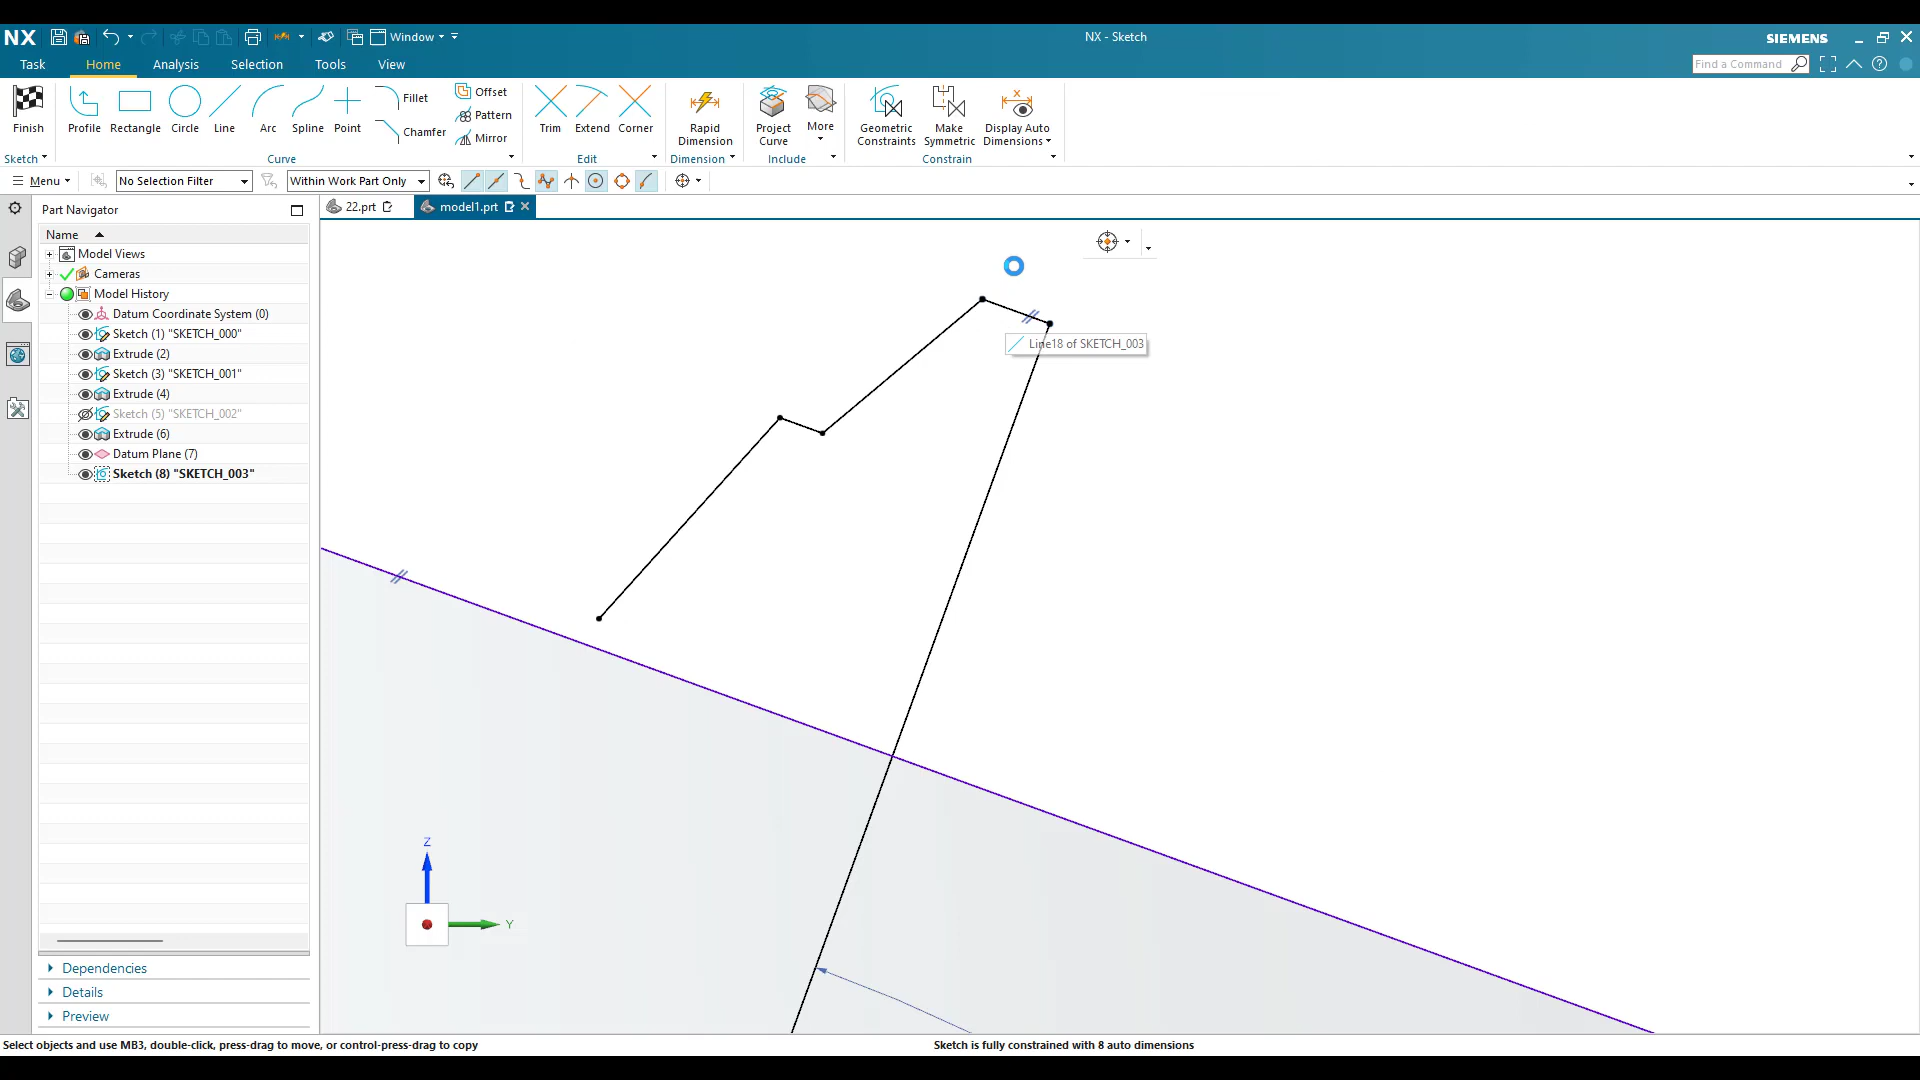 NX
Window
NX - Sketch
SIEMENS
Task
Home
Analysis
Selection
Tools
View
Find a Command
Finish
Profile
Rectangle
Circle
Line
Arc
Spline
Point
Fillet
Chamfer
Offset
Pattern
Mirror
Trim
Extend
Corner
Rapid
Dimension
Project
Curve
More
Geometric
Constraints
Make
Symmetric
Display Auto
Dimensions
Sketch
Curve
Edit
Dimension
Include
Constrain
Menu
No Selection Filter
Within Work Part Only
Part Navigator
22.prt
model1.prt
Name
Model Views
Cameras
Model History
Datum Coordinate System (0)
Sketch (1) "SKETCH_000"
Extrude (2)
Sketch (3) "SKETCH_001"
Extrude (4)
Sketch (5) "SKETCH_002"
Extrude (6)
Datum Plane (7)
Sketch (8) "SKETCH_003"
Line18 of SKETCH_003
Z
Y
Dependencies
Details
Preview
Select objects and use MB3, double-click, press-drag to move, or control-press-drag to copy
Sketch is fully constrained with 8 auto dimensions